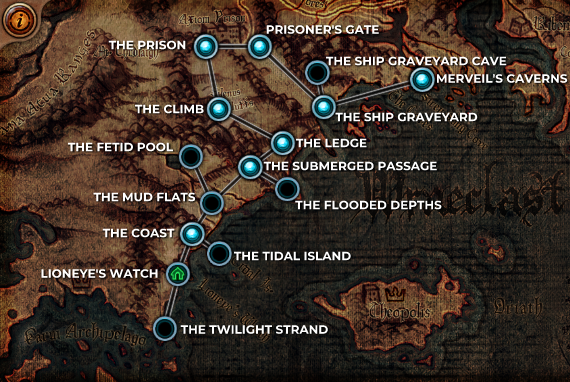 Axiom Prison
PRISONER'S GATE
THE PRISON
THE SHIP GRAVEYARD CAVE
MERVEIL'S CAVERNS
THE CLIMB
THE SHIP GRAVEYARD
THE LEDGE
THE FETID POOL
THE SUBMERGED PASSAGE
THE MUD FLATS
THE FLOODED DEPTHS
THE COAST
THE TIDAL ISLAND
LIONEYE'S WATCH
Theopolis
THE TWILIGHT STRAND